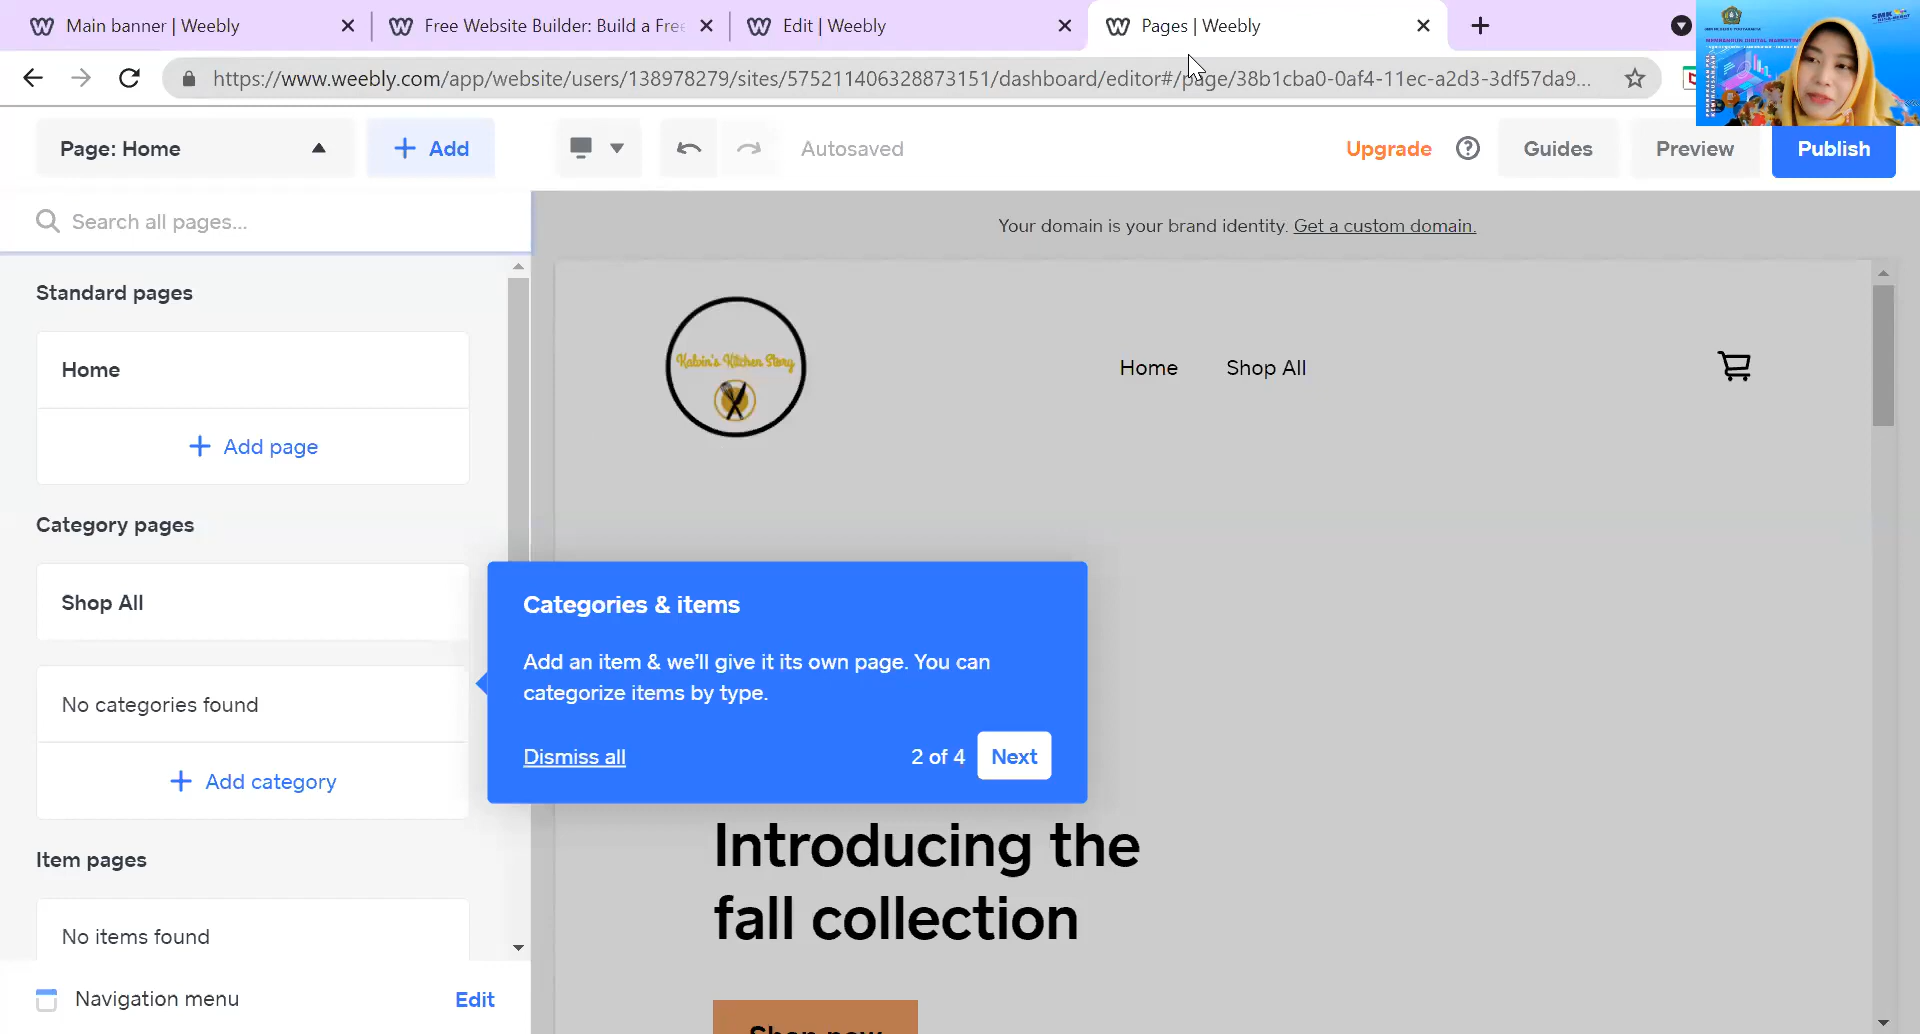 Main banner | Weebly
Free Website Builder: Build a Free
Edit | Weebly
Pages | Weebly
https://www.weebly.com/app/website/users/138978279/sites/575211406328873151/dashboard/editor#/page/38b1cba0-0af4-11ec-a2d3-3df57da9...
Page: Home
Add
Autosaved
Upgrade
Guides
Preview
Publish
Search all pages...
Your domain is your brand identity. Get a custom domain.
Standard pages
Home
Add page
Kalvin's Kitchen Story
Home
Shop All
Category pages
Shop All
No categories found
Add category
Categories & items
Add an item & we'll give it its own page. You can
categorize items by type.
Dismiss all
2 of 4
Next
Introducing the
fall collection
Shop now
Item pages
No items found
Navigation menu
Edit